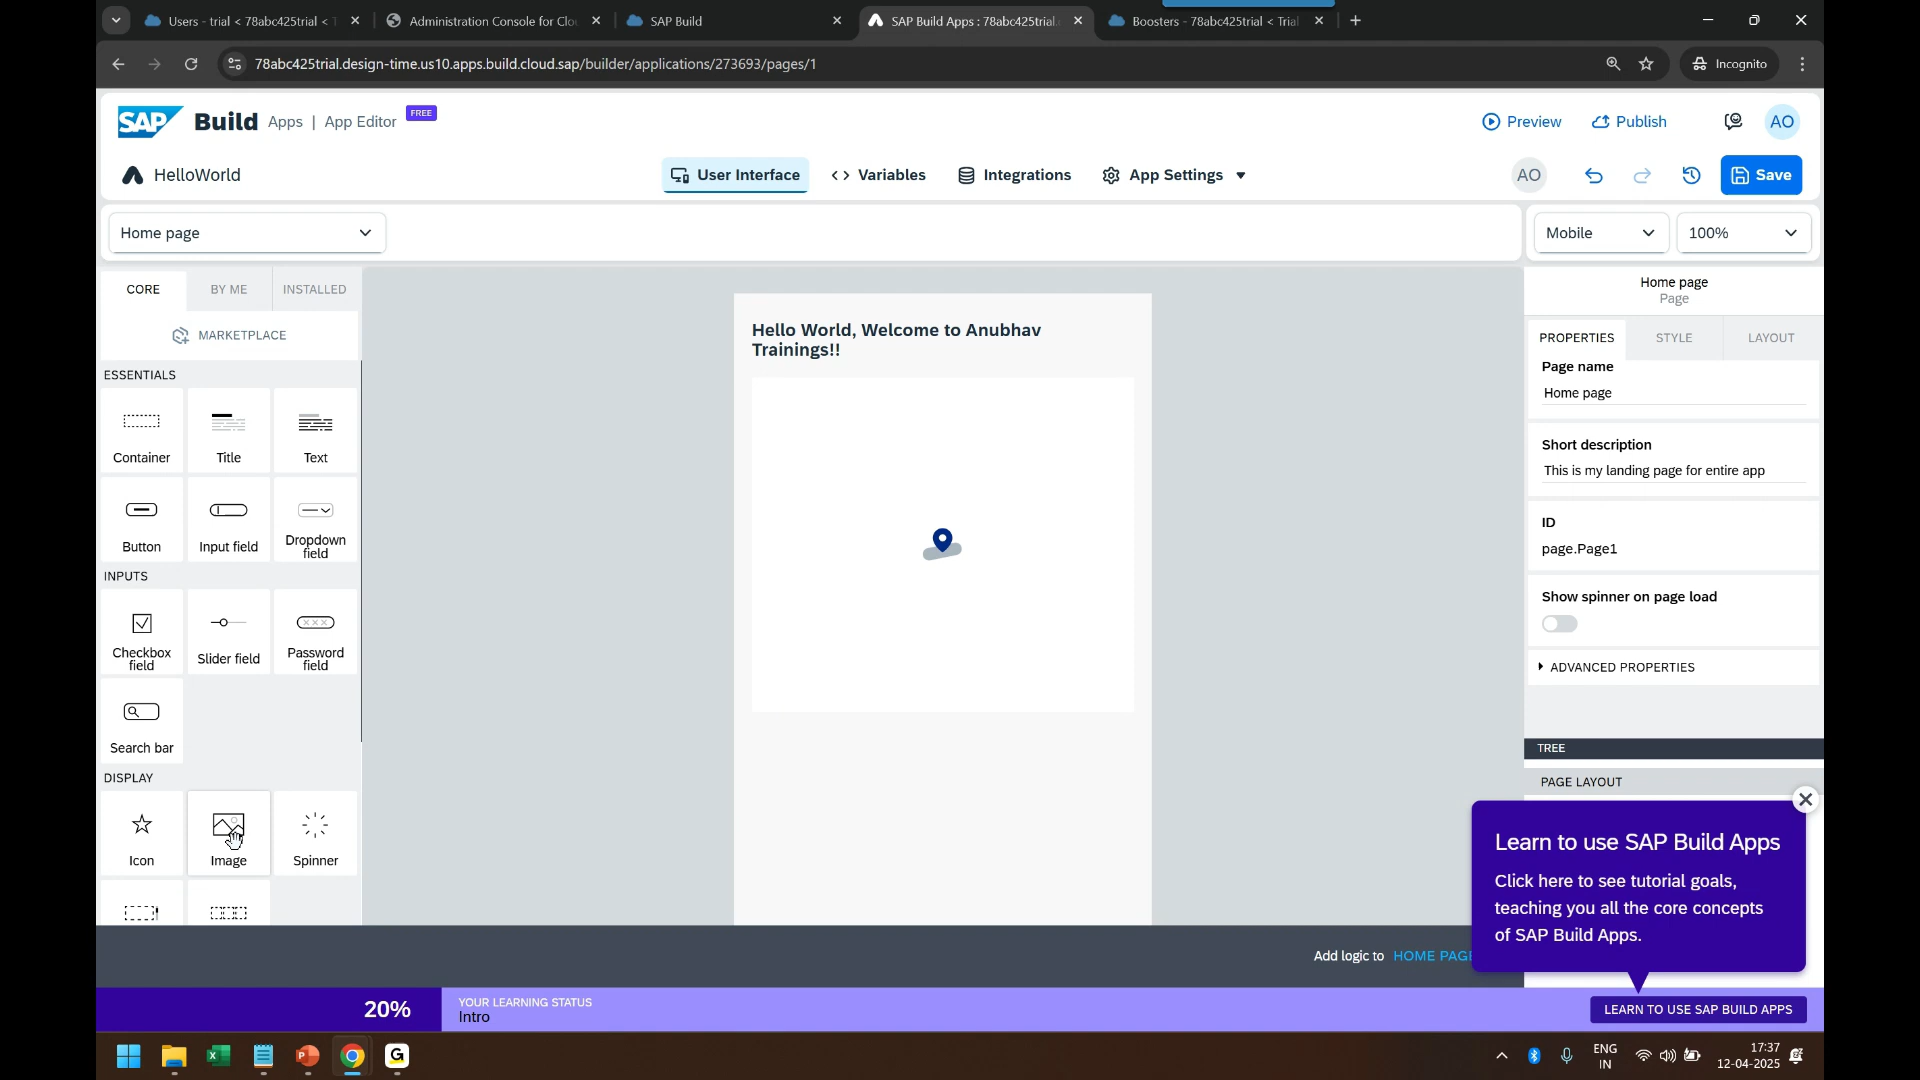 Users - trial < 78abc425trial <
Administration Console for Clo
SAP Build
SAP Build Apps : 78abc425trial.
Boosters - 78abc425trial < Trial
78abc425trial.design-time.us10.apps.build.cloud.sap/builder/applications/273693/pages/1
Incognito
SAP Build Apps | App Editor FREE
Preview
Publish
AO
HelloWorld
User Interface
Variables
Integrations
App Settings
AO
Save
Home page
Mobile
100%
CORE
BY ME
INSTALLED
MARKETPLACE
ESSENTIALS
Container
Title
Text
Button
Input field
Dropdown
field
INPUTS
Checkbox
field
Slider field
Password
field
Search bar
DISPLAY
Icon
Image
Spinner
Hello World, Welcome to Anubhav
Trainings!!
Home page
Page
PROPERTIES
STYLE
LAYOUT
Page name
Home page
Short description
This is my landing page for entire app
ID
page.Page1
Show spinner on page load
ADVANCED PROPERTIES
TREE
PAGE LAYOUT
Learn to use SAP Build Apps
Click here to see tutorial goals,
teaching you all the core concepts
of SAP Build Apps.
Add logic to HOME PAGE
20%
YOUR LEARNING STATUS
Intro
LEARN TO USE SAP BUILD APPS
ENG
IN
17:37
12-04-2025